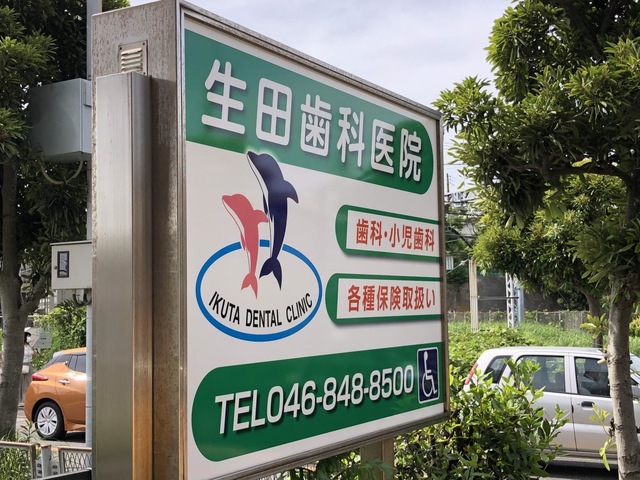 生田歯科医院
歯科・小児歯科
各種保険取扱い
IKUTA DENTAL CLINIC
TEL046-848-8500